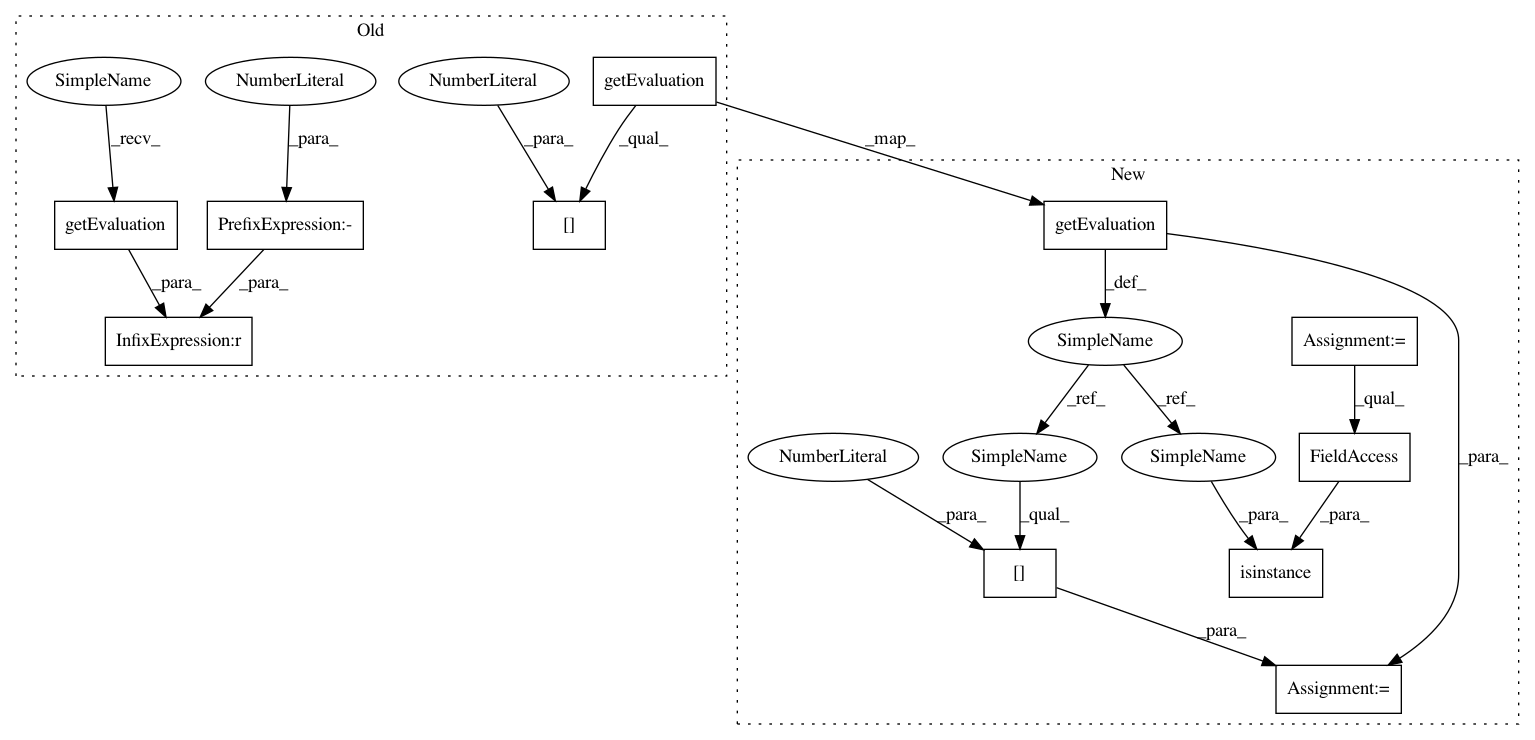 Old
SimpleName
NumberLiteral
NumberLiteral
getEvaluation
_recv_
_para_
_para_
_qual_
_map_
New
getEvaluation
PrefixExpression:-
[]
getEvaluation
_para_
_para_
_def_
InfixExpression:r
SimpleName
Assignment:=
_ref_
_ref_
_qual_
NumberLiteral
SimpleName
SimpleName
FieldAccess
_para_
_para_
_qual_
_para_
_para_
[]
isinstance
_para_
Assignment:=